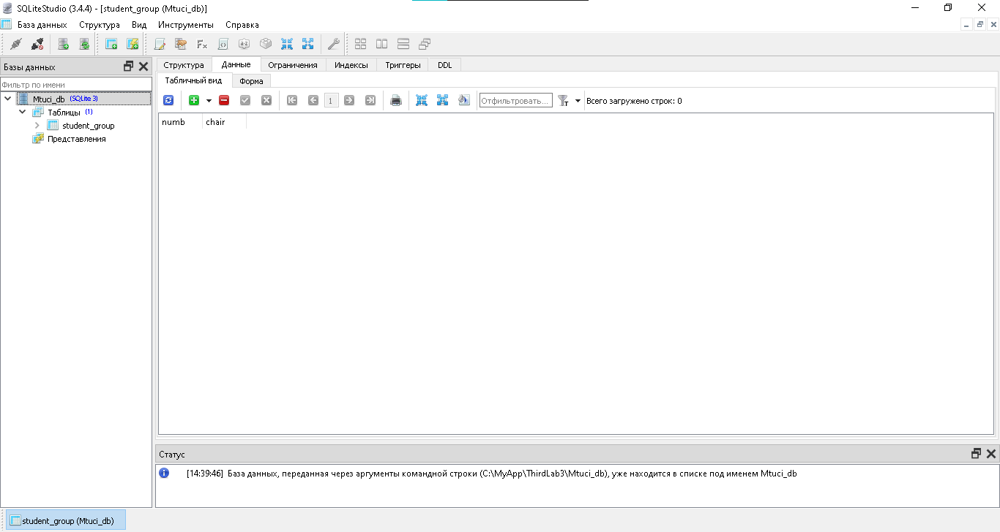 SQLiteStudio (3.4.4) - [student_group (Mtuci_db)]
База данных Структура Вид Инструменты Справка
Базы данных
Фильтр по имени
Mtuci_db (SQLite 3)
Таблицы (1)
student_group
Представления
Структура Данные Ограничения Индексы Триггеры DDL
Табличный вид Форма
1 Отфильтровать... Всего загружено строк: 0
numb chair
Статус
[14:39:46] База данных, переданная через аргументы командной строки (C:\MyApp\ThirdLab3\Mtuci_db), уже находится в списке под именем Mtuci_db
student_group (Mtuci_db)